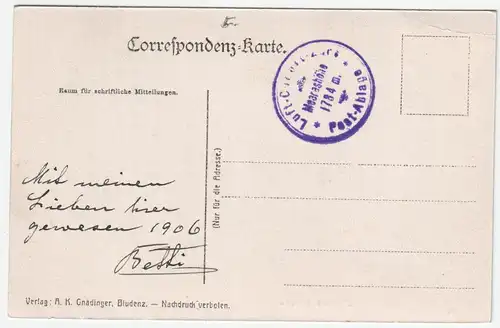 Correspondenz-Karte.
Raum für schriftliche Mitteilungen.
Meereshöhe
1784 m.
* Post-Ablage *
(Nur für die Adresse.)
Mit meinen
Lieben hier
gewesen 1906
Betti
Verlag: A. K. Gnädinger, Bludenz. — Nachdruck verboten.